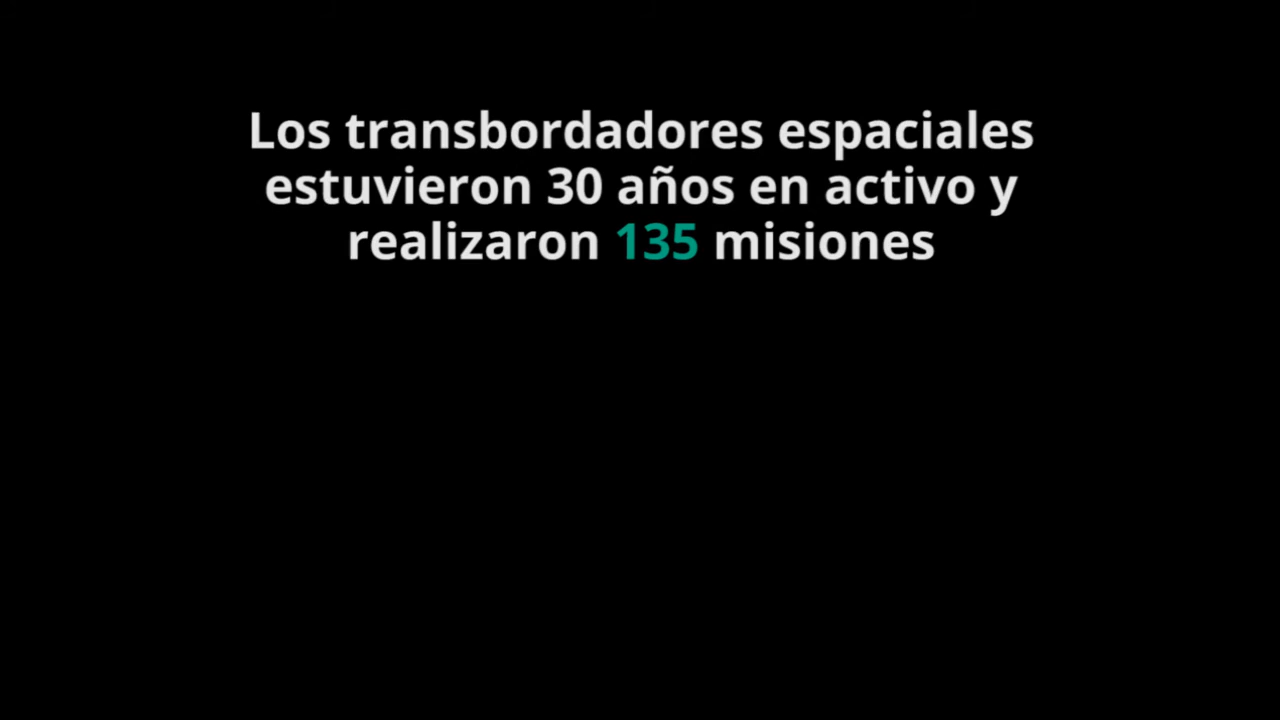 Los transbordadores espaciales
estuvieron 30 años en activo y
realizaron 135 misiones